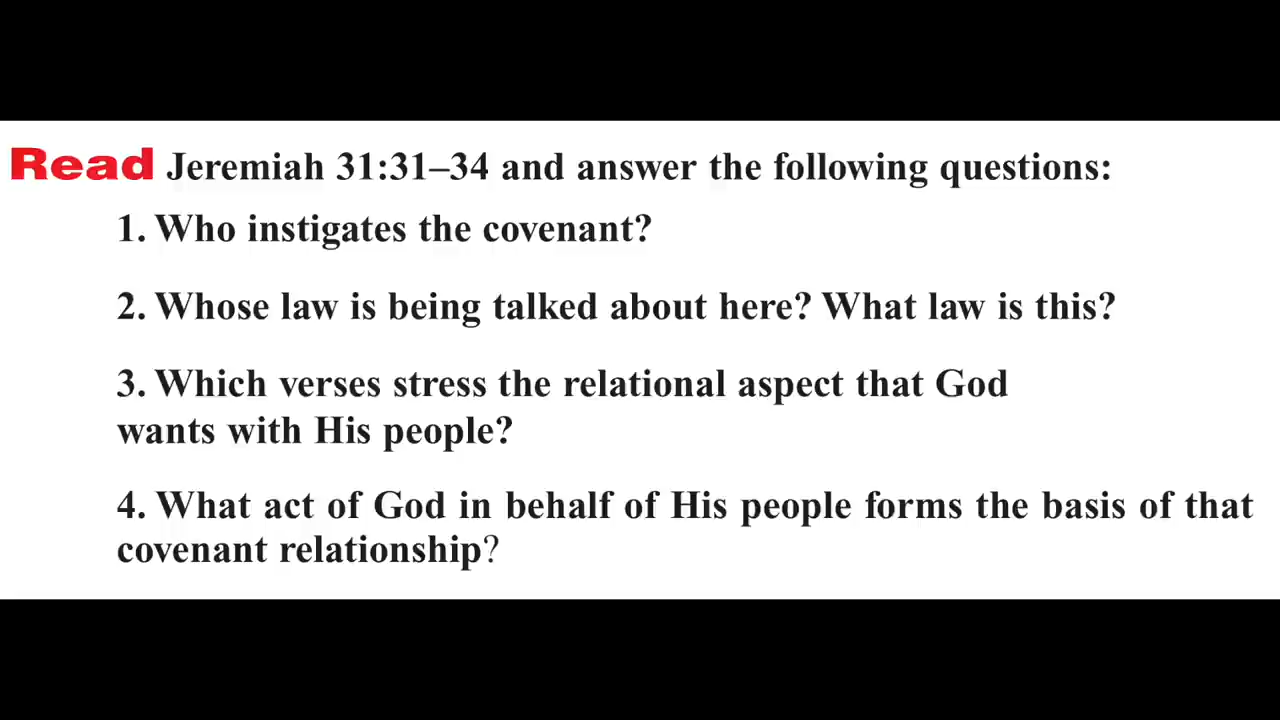 Read Jeremiah 31:31–34 and answer the following questions:
1. Who instigates the covenant?
2. Whose law is being talked about here? What law is this?
3. Which verses stress the relational aspect that God
wants with His people?
4. What act of God in behalf of His people forms the basis of that
covenant relationship?